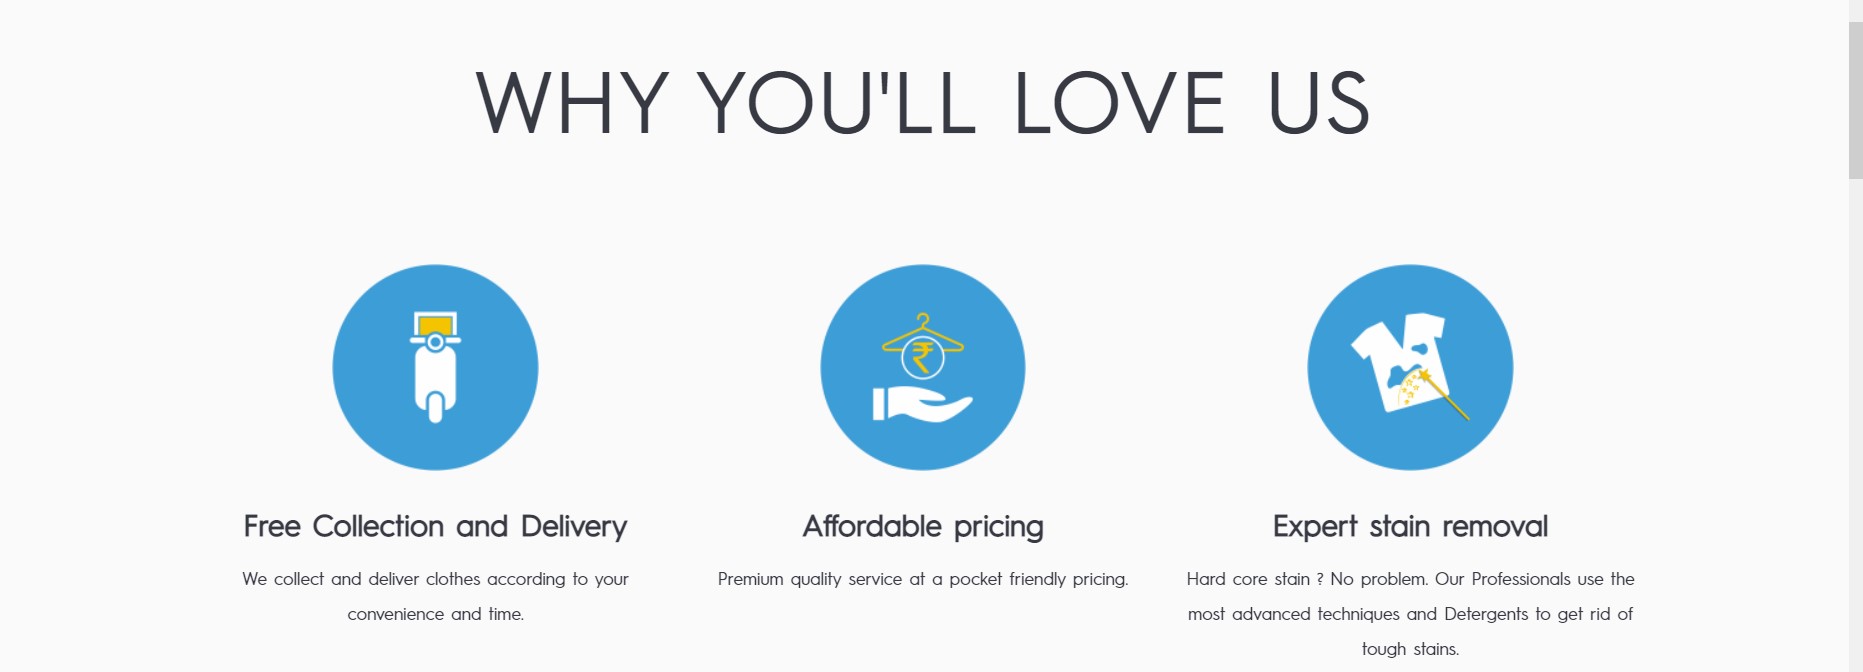 WHY YOU'LL LOVE US
₹
Free Collection and Delivery
We collect and deliver clothes according to your
convenience and time.
Affordable pricing
Premium quality service at a pocket friendly pricing.
Expert stain removal
Hard core stain ? No problem. Our Professionals use the
most advanced techniques and Detergents to get rid of
tough stains.